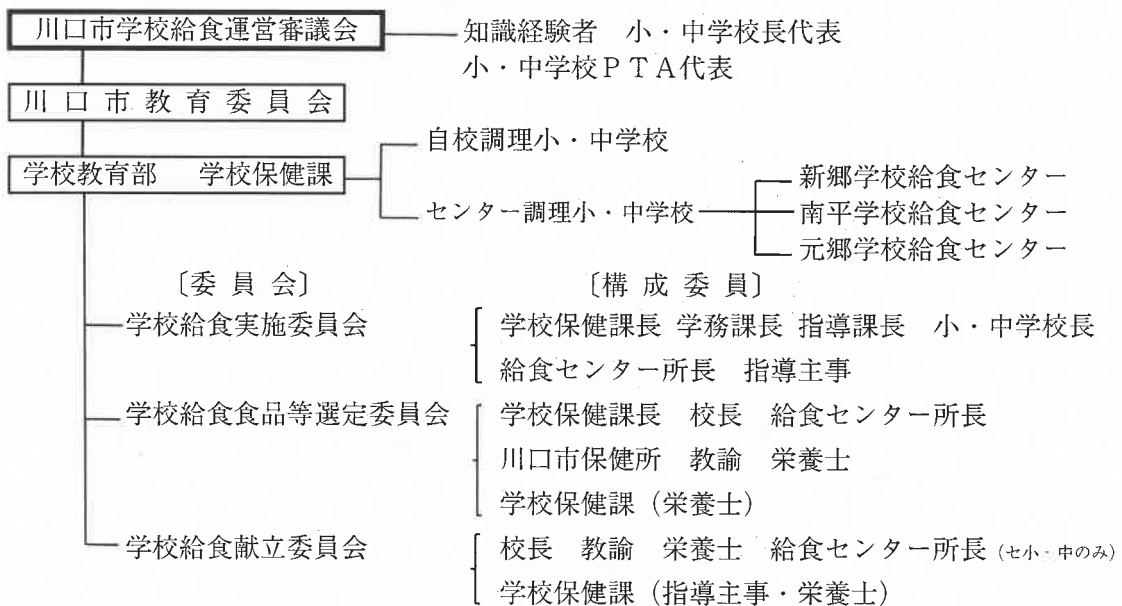 川口市学校給食運営審議会
知識経験者 小・中学校長代表
小・中学校ＰＴＡ代表
川口市教育委員会
学校教育部 学校保健課
自校調理小・中学校
センター調理小・中学校
新郷学校給食センター
南平学校給食センター
元郷学校給食センター
〔委員会〕
〔構成委員〕
学校給食実施委員会
学校保健課長 学務課長 指導課長 小・中学校長
給食センター所長 指導主事
学校給食食品等選定委員会
学校保健課長 校長 給食センター所長
川口市保健所 教諭 栄養士
学校保健課（栄養士）
学校給食献立委員会
校長 教諭 栄養士 給食センター所長（セ小・中のみ）
学校保健課（指導主事・栄養士）